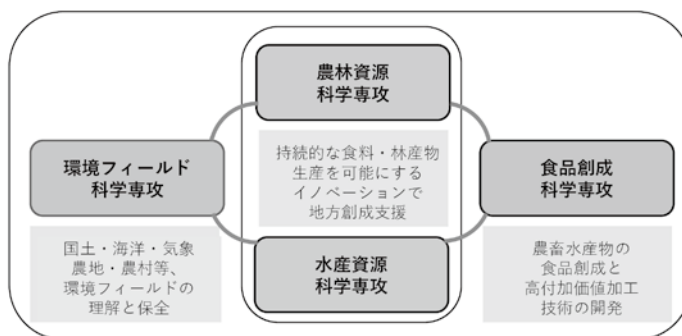 農林資源
科学専攻
環境フィールド
科学専攻
持続的な食料・林産物
生産を可能にする
イノベーションで
地方創成支援
食品創成
科学専攻
国土・海洋・気象
農地・農村等、
環境フィールドの
理解と保全
水産資源
科学専攻
農畜水産物の
食品創成と
高付加価値加工
技術の開発